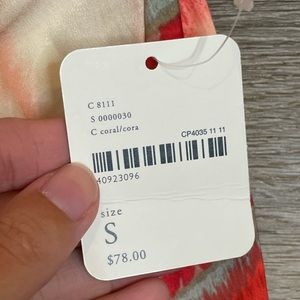 C 8111
S 0000030
C coral/cora
CP4035 11 11
40923096
size
S
$78.00